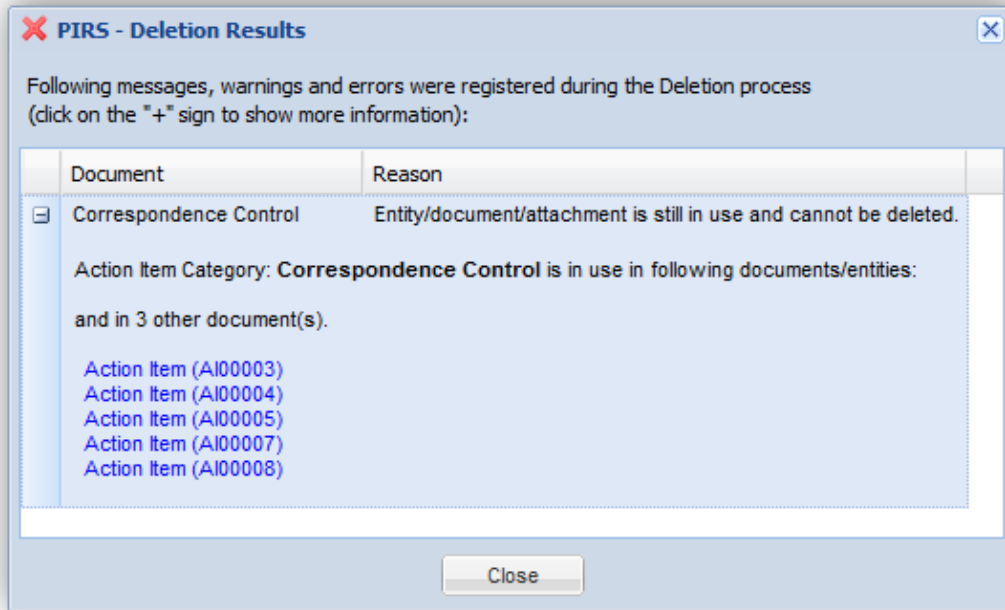 PIRS - Deletion Results
Following messages, warnings and errors were registered during the Deletion process
(click on the "+" sign to show more information):
Document Reason
Correspondence Control Entity/document/attachment is still in use and cannot be deleted.
Action Item Category: Correspondence Control is in use in following documents/entities:
and in 3 other document(s).
Action Item (AI00003)
Action Item (AI00004)
Action Item (AI00005)
Action Item (AI00007)
Action Item (AI00008)
Close